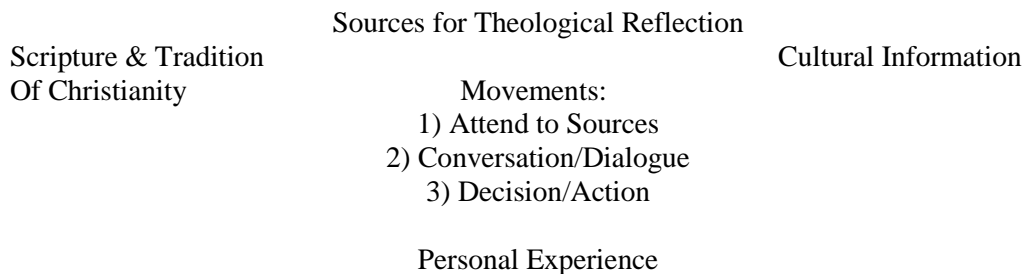 Sources for Theological Reflection
Scripture & Tradition Cultural Information
Of Christianity Movements:
1) Attend to Sources
2) Conversation/Dialogue
3) Decision/Action
Personal Experience